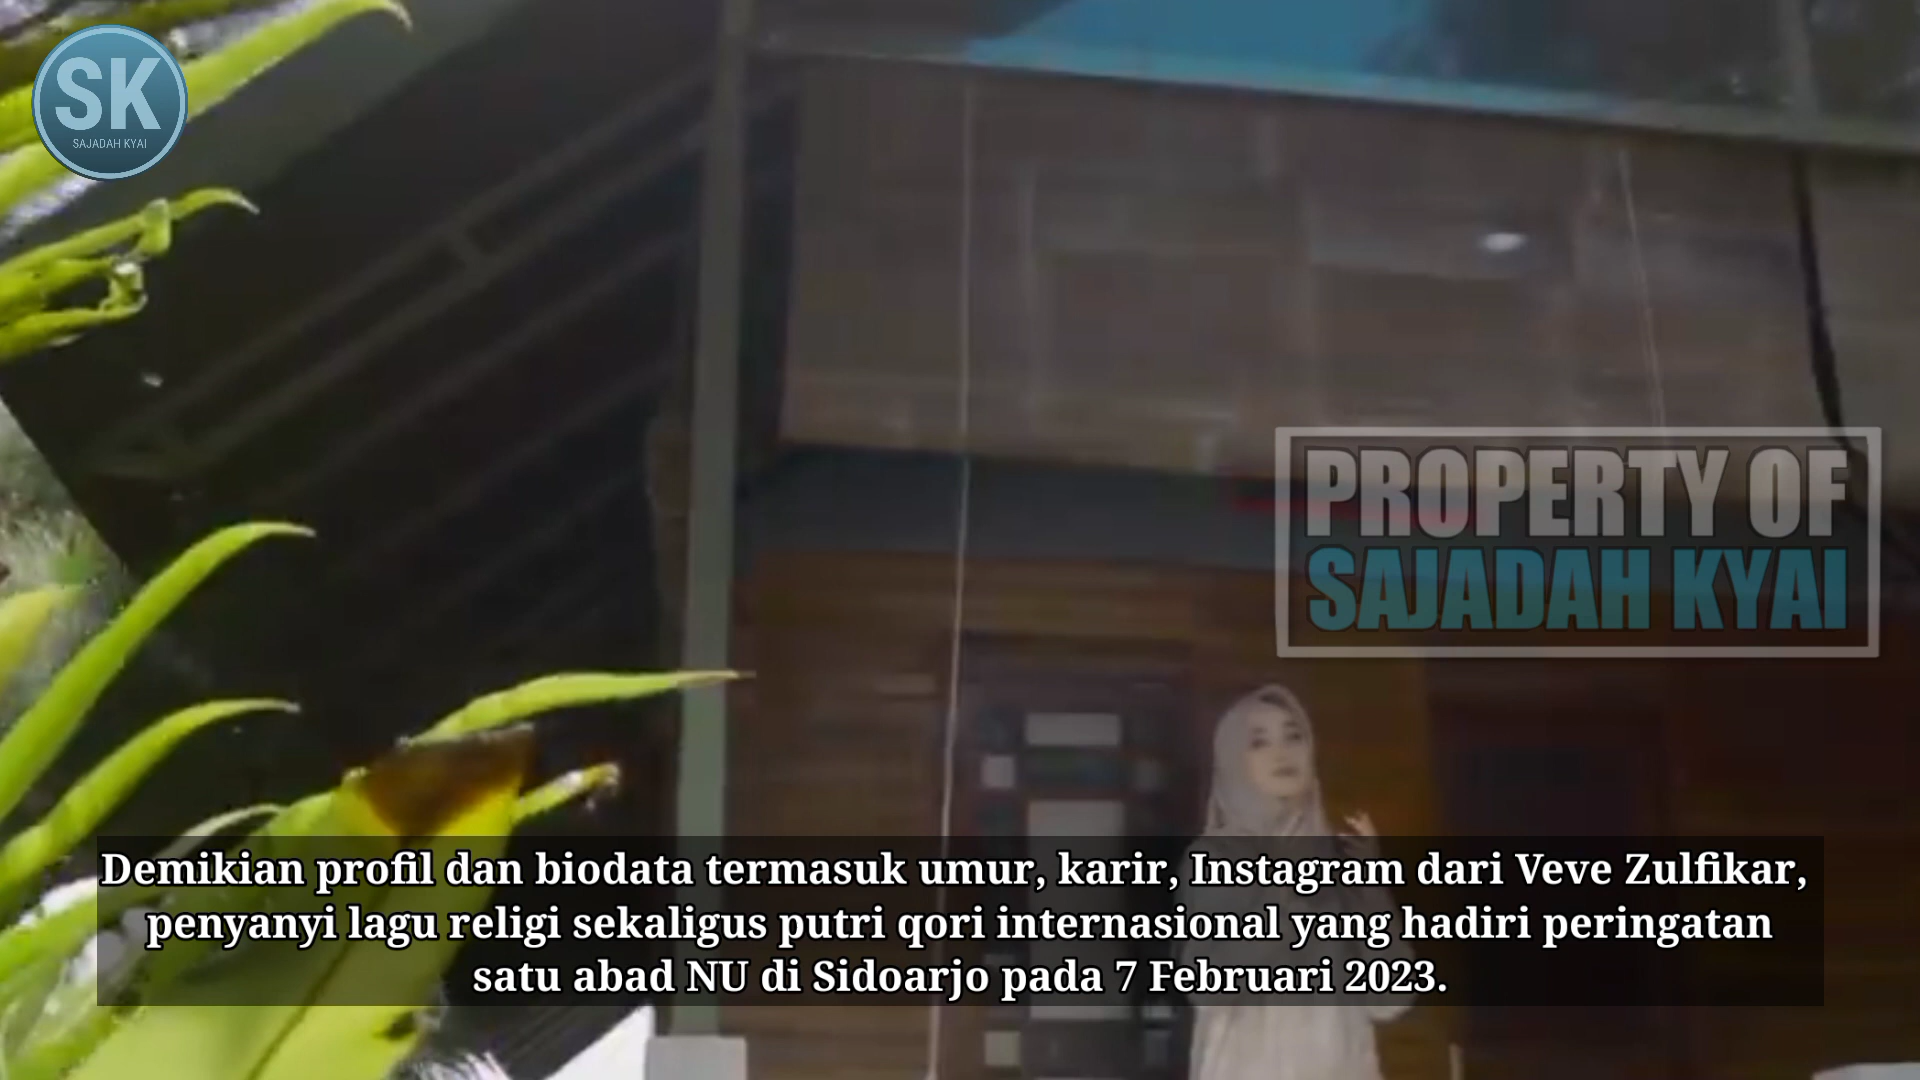 SK
SAJADAH KYAI
PROPERTY OF
SAJADAH KYAI
Demikian profil dan biodata termasuk umur, karir, Instagram dari Veve Zulfikar,
penyanyi lagu religi sekaligus putri qori internasional yang hadiri peringatan
satu abad NU di Sidoarjo pada 7 Februari 2023.